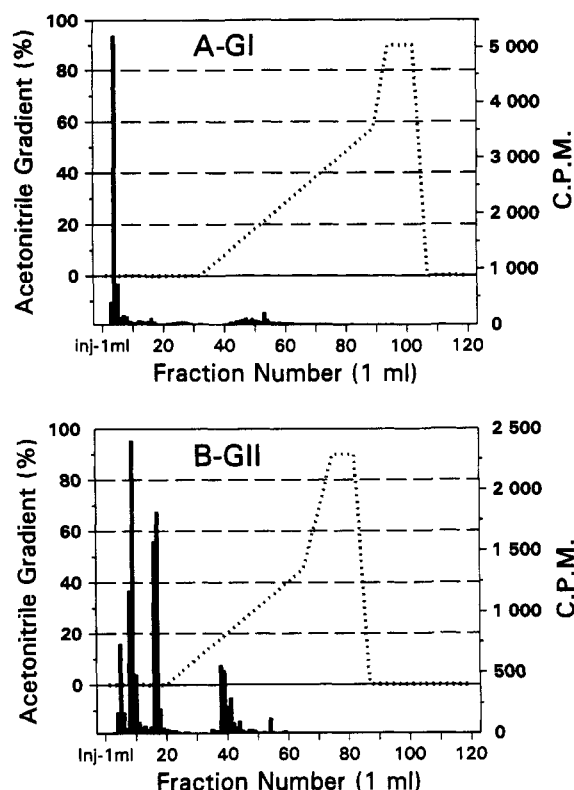 A-GI
Acetonitrile Gradient (%)
100
80
60
40
20
0
5 000
4 000
3 000
2 000
1 000
0
C.P.M.
inj-1ml 20 40 60 80 100 120
Fraction Number (1 ml)
B-GII
Acetonitrile Gradient (%)
100
80
60
40
20
0
2 500
2 000
1 500
1 000
500
0
C.P.M.
Inj-1ml 20 40 60 80 100 120
Fraction Number (1 ml)